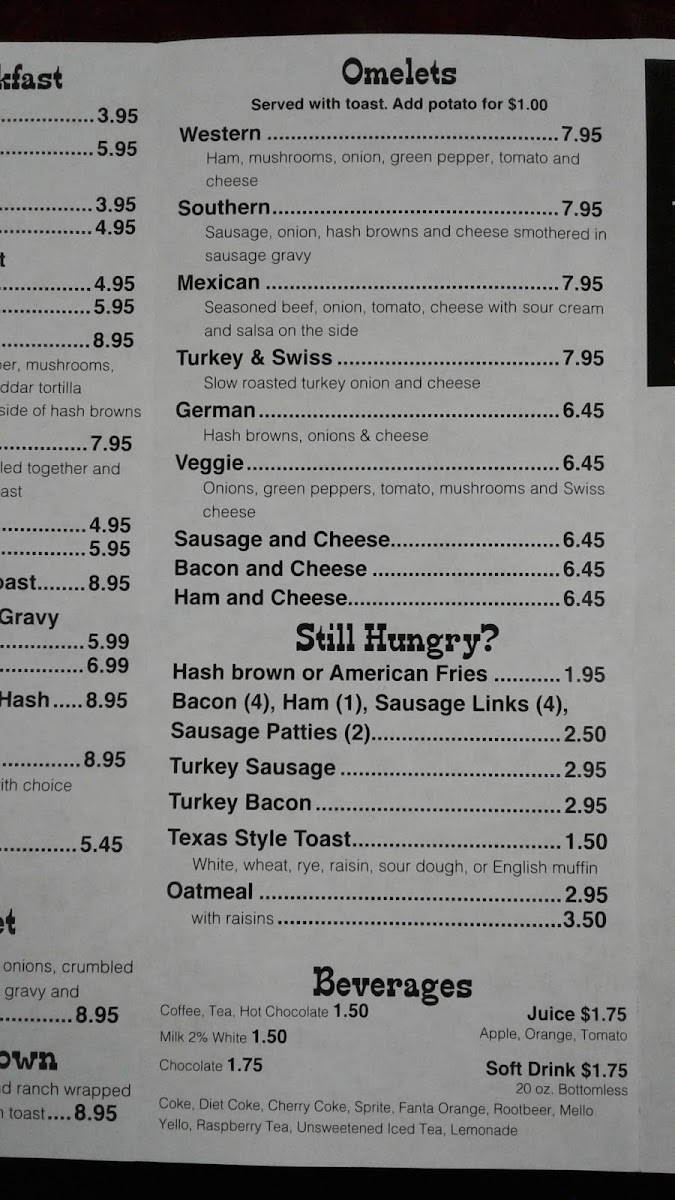 kfast
3.95
5.95
3.95
4.95
t
4.95
5.95
8.95
er, mushrooms,
ddar tortilla
side of hash browns
7.95
led together and
ast
4.95
5.95
oast........8.95
Gravy
5.99
6.99
Hash.....8.95
8.95
ith choice
5.45
et
onions, crumbled
gravy and
8.95
own
d ranch wrapped
n toast....8.95
Omelets
Served with toast. Add potato for $1.00
Western ..........7.95
Ham, mushrooms, onion, green pepper, tomato and
cheese
Southern..........7.95
Sausage, onion, hash browns and cheese smothered in
sausage gravy
Mexican ..........7.95
Seasoned beef, onion, tomato, cheese with sour cream
and salsa on the side
Turkey & Swiss ..........7.95
Slow roasted turkey onion and cheese
German..........6.45
Hash browns, onions & cheese
Veggie..........6.45
Onions, green peppers, tomato, mushrooms and Swiss
cheese
Sausage and Cheese..........6.45
Bacon and Cheese ..........6.45
Ham and Cheese..........6.45
Still Hungry?
Hash brown or American Fries ...........1.95
Bacon (4), Ham (1), Sausage Links (4),
Sausage Patties (2)..........2.50
Turkey Sausage ..........2.95
Turkey Bacon ..........2.95
Texas Style Toast..........1.50
White, wheat, rye, raisin, sour dough, or English muffin
Oatmeal ..........2.95
with raisins ..........3.50
Beverages
Coffee, Tea, Hot Chocolate 1.50
Milk 2% White 1.50
Chocolate 1.75
Juice $1.75
Apple, Orange, Tomato
Soft Drink $1.75
20 oz. Bottomless
Coke, Diet Coke, Cherry Coke, Sprite, Fanta Orange, Rootbeer, Mello
Yello, Raspberry Tea, Unsweetened Iced Tea, Lemonade